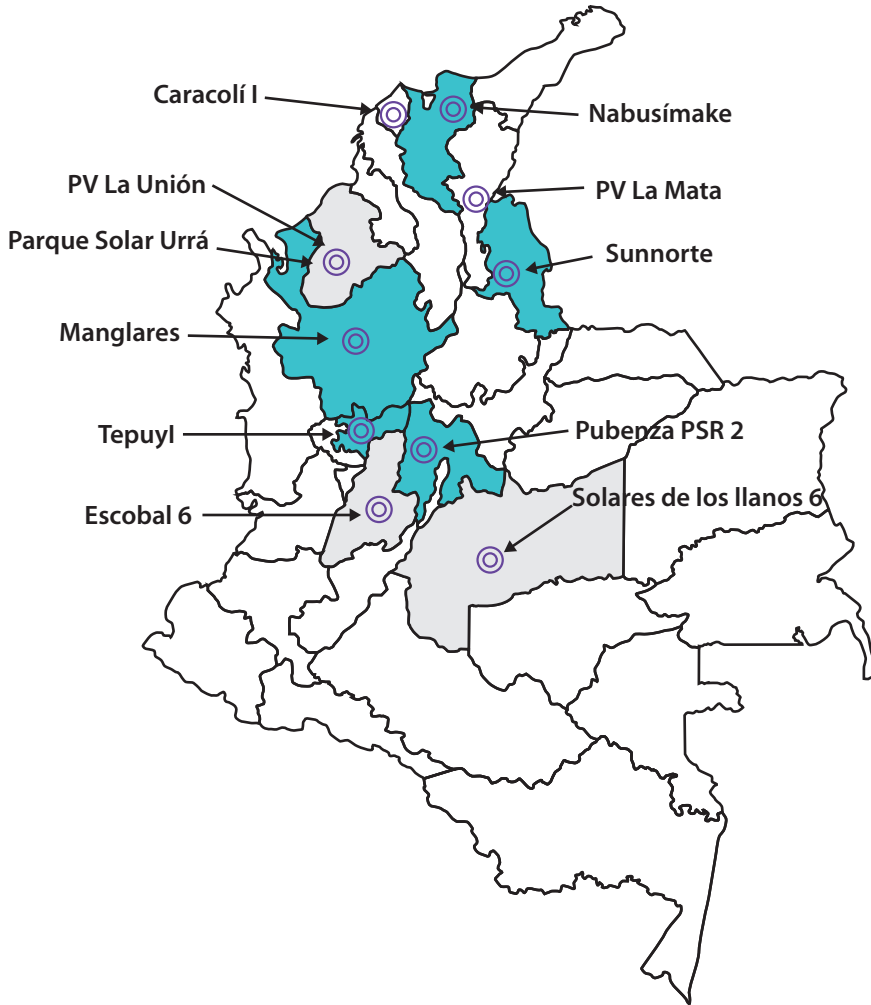 Caracolí I
Nabusímake
PV La Unión
PV La Mata
Parque Solar Urrá
Sunnorte
Manglares
TepuyI
Pubenza PSR 2
Escobal 6
Solares de los llanos 6